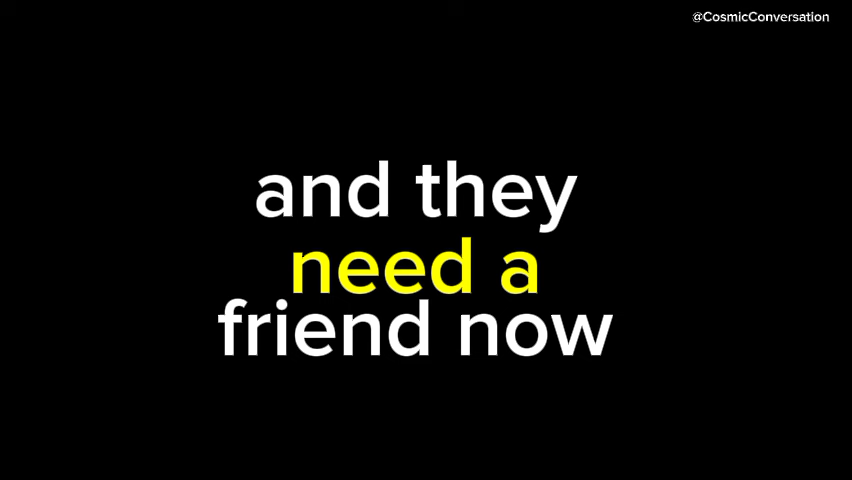 @CosmicConversation
and they
need a
friend now